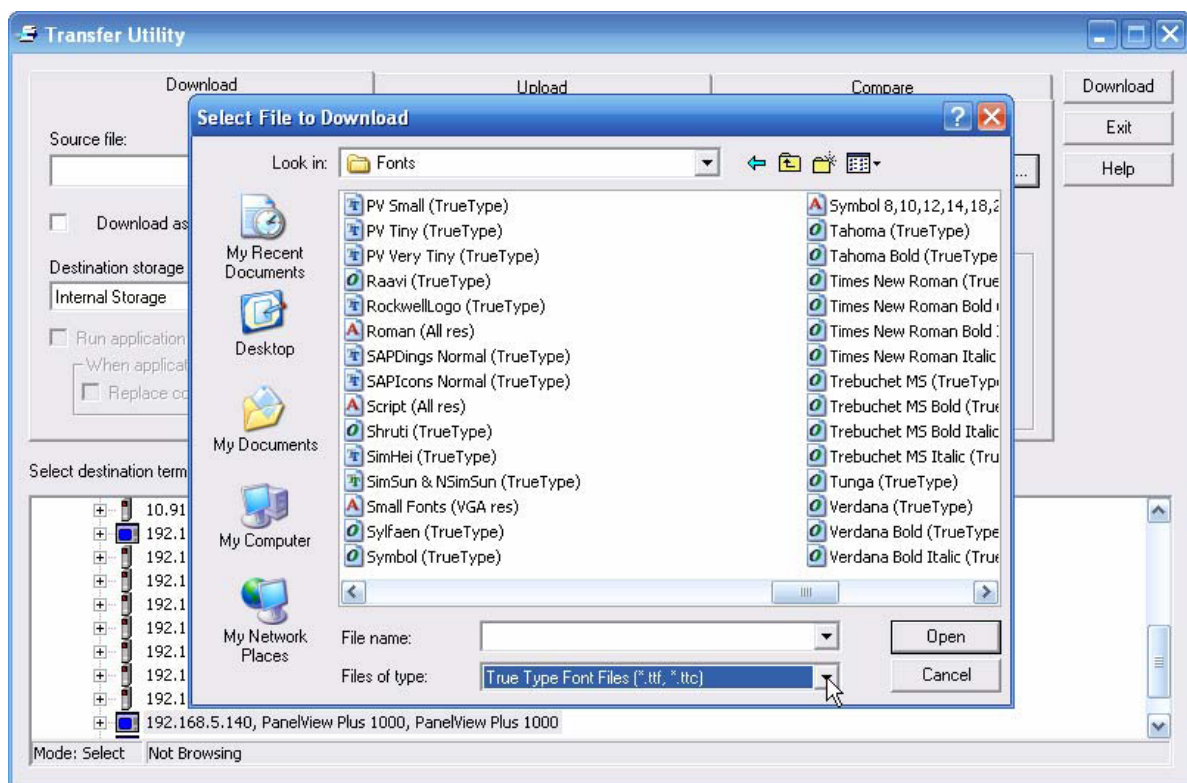 Transfer Utility
Download
Upload
Compare
Download
Exit
Help
Source file:
...
Download as
Destination storage
Internal Storage
Run application
When applicat
Replace co
Select destination term
Select File to Download
Look in:
Fonts
My Recent
Documents
Desktop
My Documents
My Computer
My Network
Places
PV Small (TrueType)
PV Tiny (TrueType)
PV Very Tiny (TrueType)
Raavi (TrueType)
RockwellLogo (TrueType)
Roman (All res)
SAPDings Normal (TrueType)
SAPIcons Normal (TrueType)
Script (All res)
Shruti (TrueType)
SimHei (TrueType)
SimSun & NSimSun (TrueType)
Small Fonts (VGA res)
Sylfaen (TrueType)
Symbol (TrueType)
Symbol 8,10,12,14,18,2
Tahoma (TrueType)
Tahoma Bold (TrueType
Times New Roman (True
Times New Roman Bold
Times New Roman Bold
Times New Roman Italic
Trebuchet MS (TrueTyp
Trebuchet MS Bold (True
Trebuchet MS Bold Italic
Trebuchet MS Italic (Tru
Tunga (TrueType)
Verdana (TrueType)
Verdana Bold (TrueType
Verdana Bold Italic (True
File name:
Open
Files of type:
True Type Font Files (*.ttf, *.ttc)
Cancel
10.91
192.1
192.1
192.1
192.1
192.1
192.1
192.1
192.1
192.168.5.140, PanelView Plus 1000, PanelView Plus 1000
Mode: Select
Not Browsing